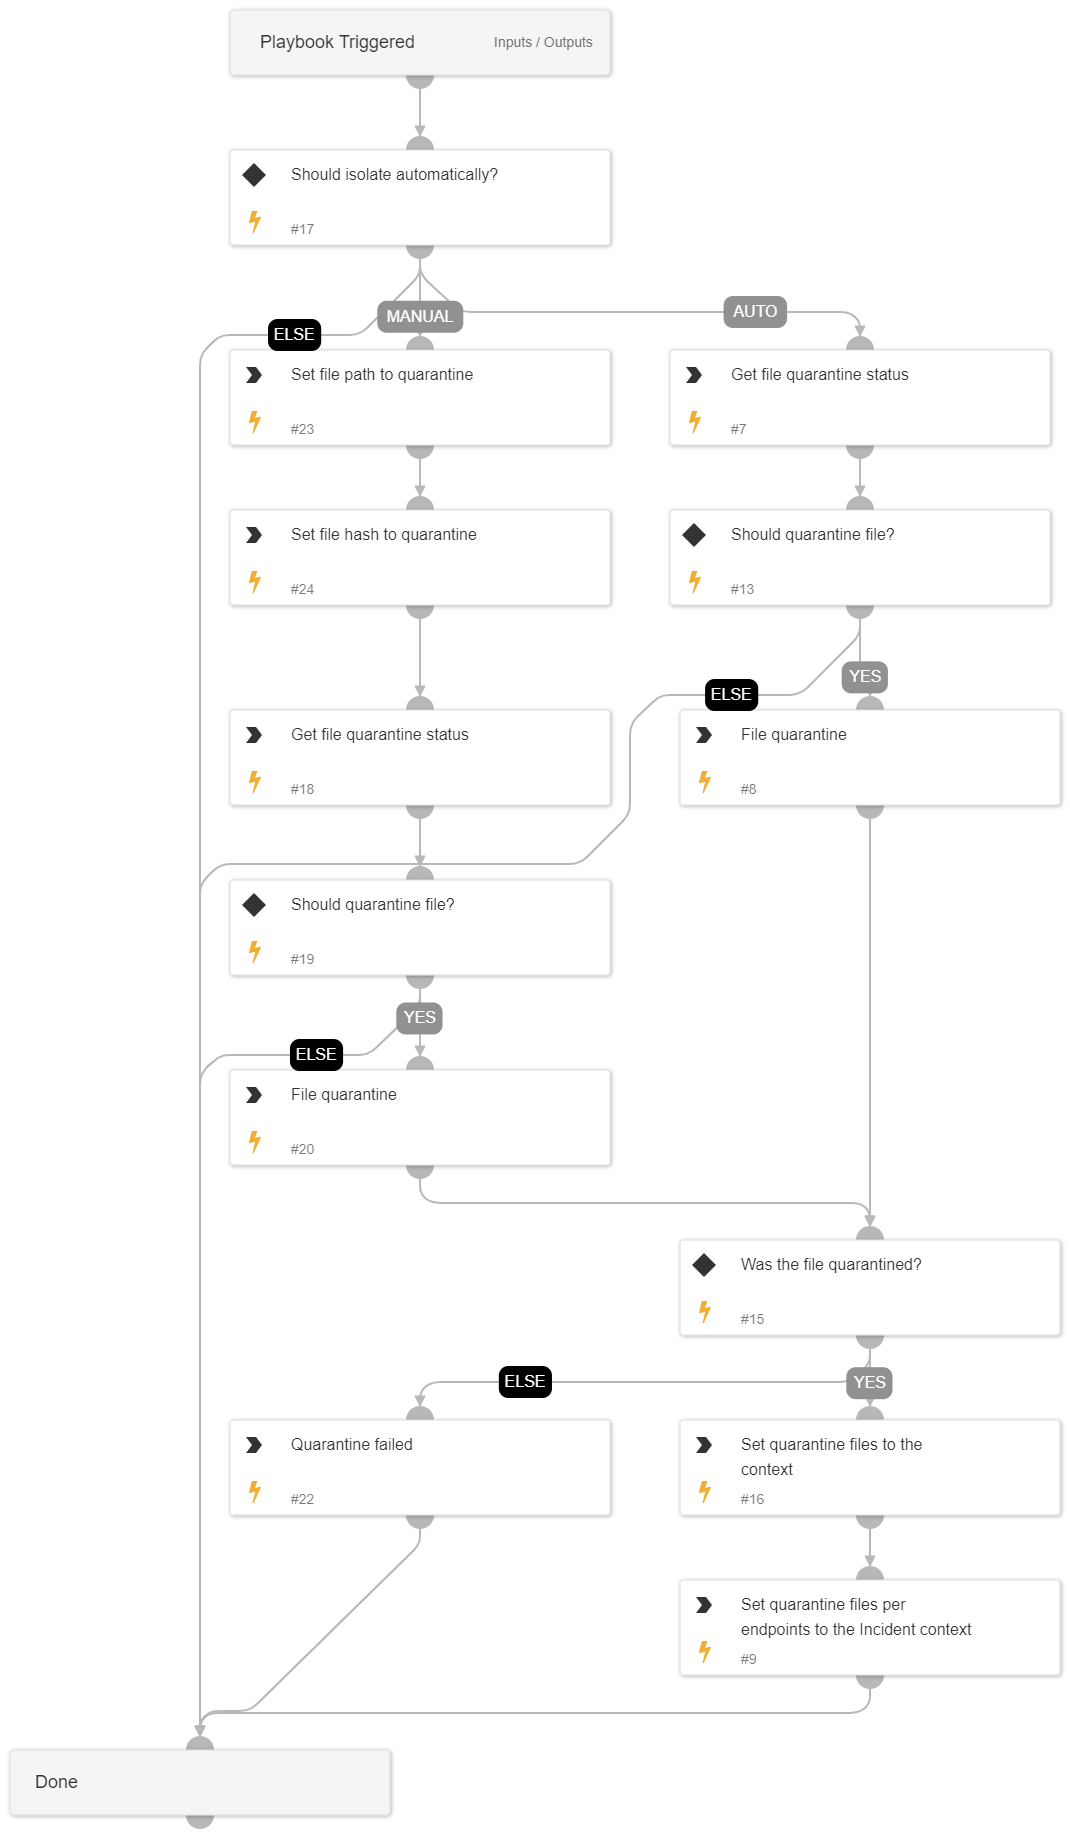 Playbook Triggered
Inputs / Outputs
Should isolate automatically?
#17
MANUAL
AUTO
ELSE
Set file path to quarantine
#23
Get file quarantine status
#7
Set file hash to quarantine
#24
Should quarantine file?
#13
YES
ELSE
Get file quarantine status
#18
File quarantine
#8
Should quarantine file?
#19
YES
ELSE
File quarantine
#20
Was the file quarantined?
#15
ELSE
YES
Quarantine failed
#22
Set quarantine files to the
context
#16
Set quarantine files per
endpoints to the Incident context
#9
Done